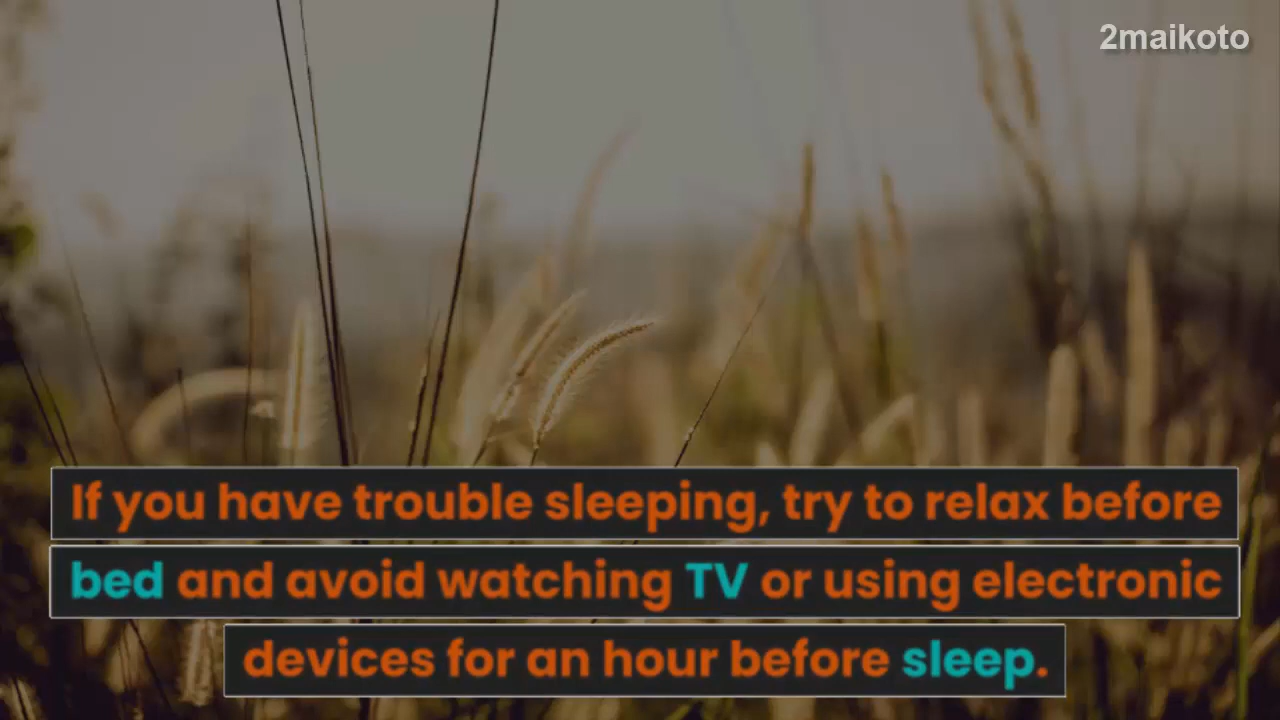 2maikoto
If you have trouble sleeping, try to relax before
bed and avoid watching TV or using electronic
devices for an hour before sleep.